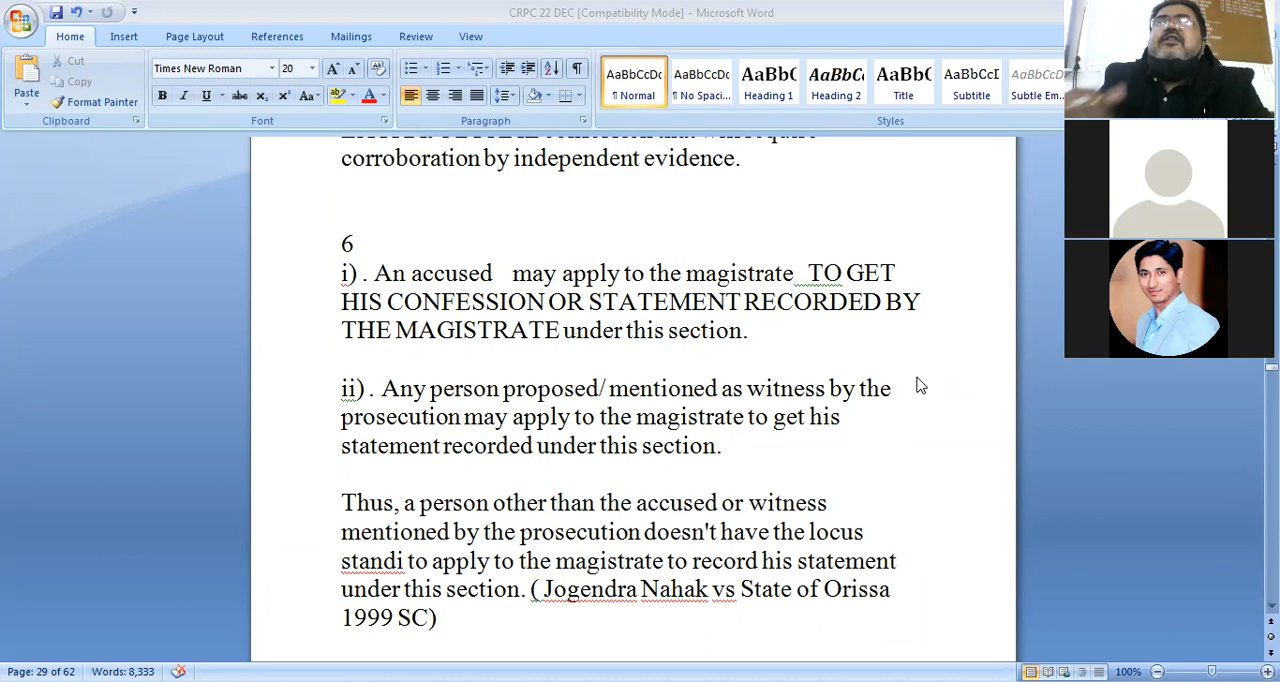 CRPC 22 DEC [Compatibility Mode] - Microsoft Word
Home Insert Page Layout References Mailings Review View
Paste
Cut
Copy
Format Painter
Clipboard
Times New Roman 20
Font
Paragraph
AaBbCcDc AaBbCcDc AaBbC AaBbCc AaBbC AaBbCcI AaBbCcDc
¶ Normal ¶ No Spaci... Heading 1 Heading 2 Title Subtitle Subtle Em...
Styles
corroboration by independent evidence.
6
i) . An accused may apply to the magistrate TO GET
HIS CONFESSION OR STATEMENT RECORDED BY
THE MAGISTRATE under this section.
ii) . Any person proposed/ mentioned as witness by the
prosecution may apply to the magistrate to get his
statement recorded under this section.
Thus, a person other than the accused or witness
mentioned by the prosecution doesn't have the locus
standi to apply to the magistrate to record his statement
under this section. ( Jogendra Nahak vs State of Orissa
1999 SC)
Page: 29 of 62 Words: 8,333 100%